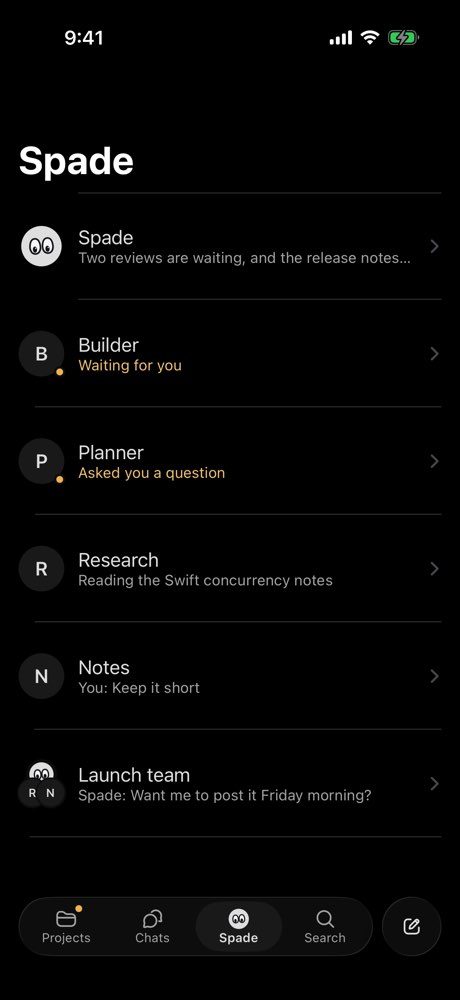 9:41
Spade
Spade
Two reviews are waiting, and the release notes...
B
Builder
Waiting for you
P
Planner
Asked you a question
R
Research
Reading the Swift concurrency notes
N
Notes
You: Keep it short
R N
Launch team
Spade: Want me to post it Friday morning?
Projects
Chats
Spade
Search